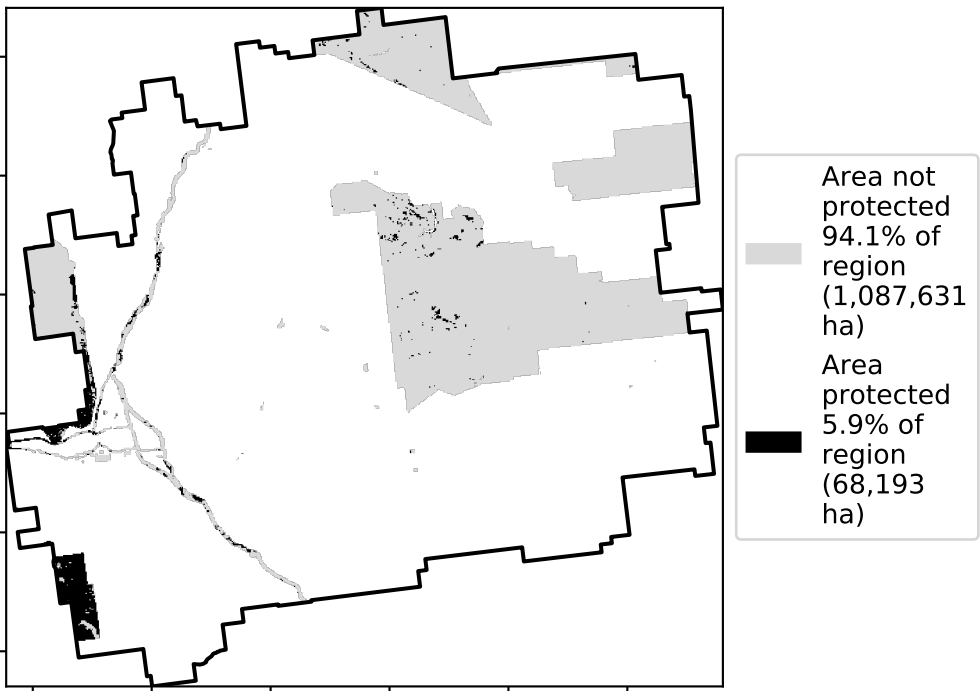 Area not
protected
94.1% of
region
(1,087,631
ha)
Area
protected
5.9% of
region
(68,193
ha)